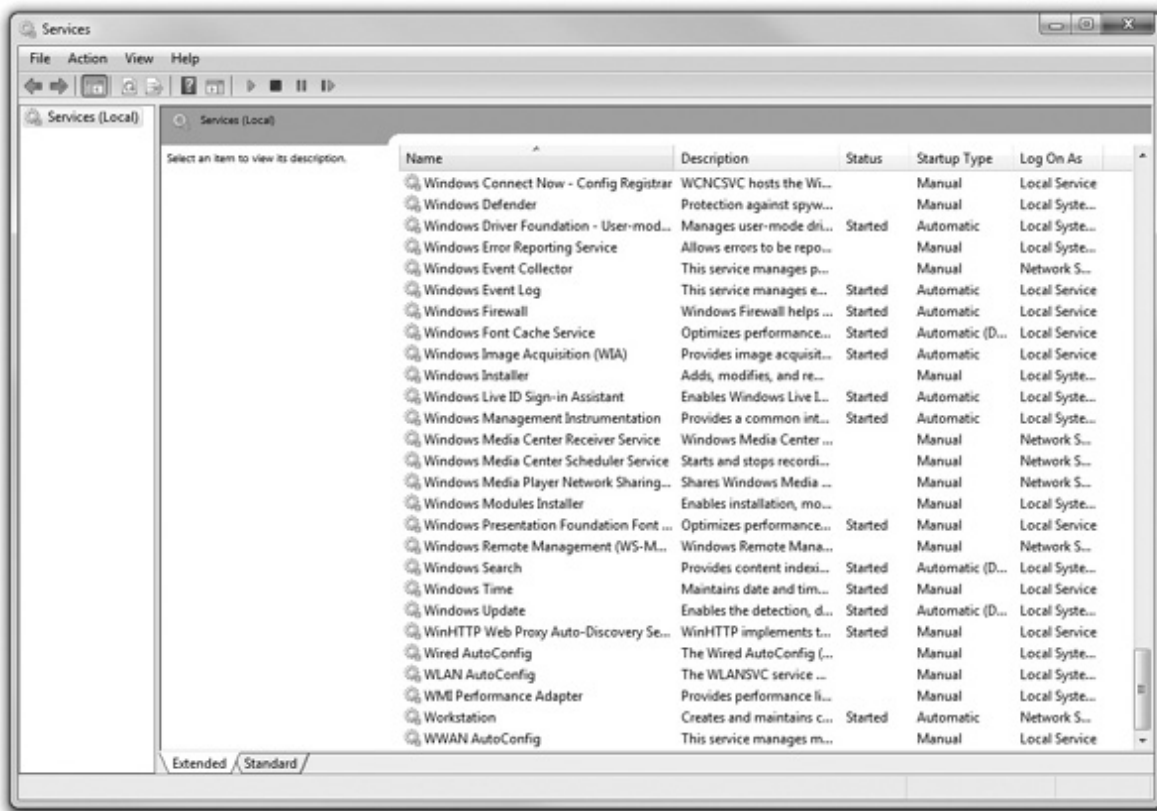 Services
File Action View Help
Services (Local)
Services (Local)
Select an item to view its description.
Name Description Status Startup Type Log On As
Windows Connect Now - Config Registrar WCNCSVC hosts the Wi... Manual Local Service
Windows Defender Protection against spyw... Manual Local Syste...
Windows Driver Foundation - User-mod... Manages user-mode dri... Started Automatic Local Syste...
Windows Error Reporting Service Allows errors to be repo... Manual Local Syste...
Windows Event Collector This service manages p... Manual Network S...
Windows Event Log This service manages e... Started Automatic Local Service
Windows Firewall Windows Firewall helps ... Started Automatic Local Service
Windows Font Cache Service Optimizes performance... Started Automatic (D... Local Service
Windows Image Acquisition (WIA) Provides image acquisit... Started Automatic Local Service
Windows Installer Adds, modifies, and re... Manual Local Syste...
Windows Live ID Sign-in Assistant Enables Windows Live I... Started Automatic Local Syste...
Windows Management Instrumentation Provides a common int... Started Automatic Local Syste...
Windows Media Center Receiver Service Windows Media Center ... Manual Network S...
Windows Media Center Scheduler Service Starts and stops recordi... Manual Network S...
Windows Media Player Network Sharing... Shares Windows Media ... Manual Network S...
Windows Modules Installer Enables installation, mo... Manual Local Syste...
Windows Presentation Foundation Font ... Optimizes performance... Started Manual Local Service
Windows Remote Management (WS-M... Windows Remote Mana... Manual Network S...
Windows Search Provides content indexi... Started Automatic (D... Local Syste...
Windows Time Maintains date and tim... Started Manual Local Service
Windows Update Enables the detection, d... Started Automatic (D... Local Syste...
WinHTTP Web Proxy Auto-Discovery Se... WinHTTP implements t... Started Manual Local Service
Wired AutoConfig The Wired AutoConfig (... Manual Local Syste...
WLAN AutoConfig The WLANSVC service ... Manual Local Syste...
WMI Performance Adapter Provides performance li... Manual Local Syste...
Workstation Creates and maintains c... Started Automatic Network S...
WWAN AutoConfig This service manages m... Manual Local Service
Extended Standard